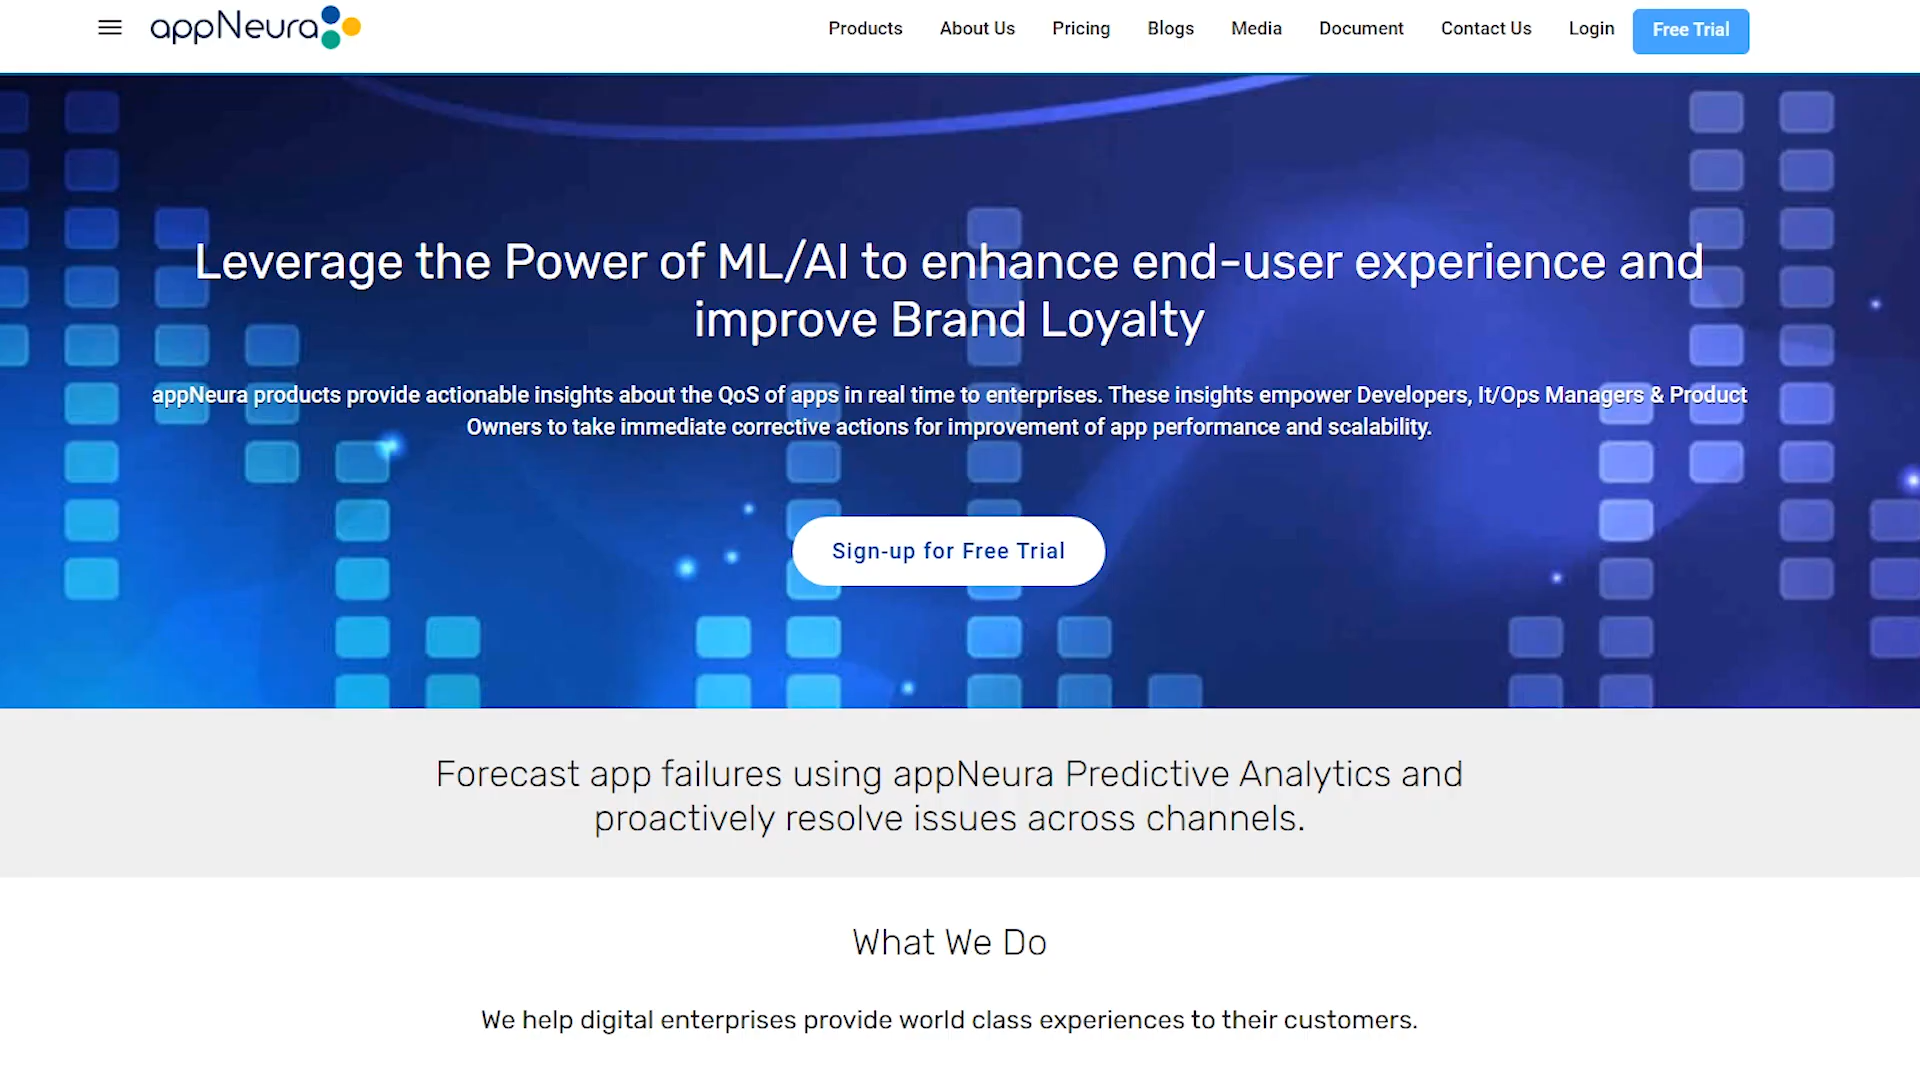 appNeura
Products About Us Pricing Blogs Media Document Contact Us Login Free Trial
Leverage the Power of ML/AI to enhance end-user experience and
improve Brand Loyalty
appNeura products provide actionable insights about the QoS of apps in real time to enterprises. These insights empower Developers, It/Ops Managers & Product
Owners to take immediate corrective actions for improvement of app performance and scalability.
Sign-up for Free Trial
Forecast app failures using appNeura Predictive Analytics and
proactively resolve issues across channels.
What We Do
We help digital enterprises provide world class experiences to their customers.